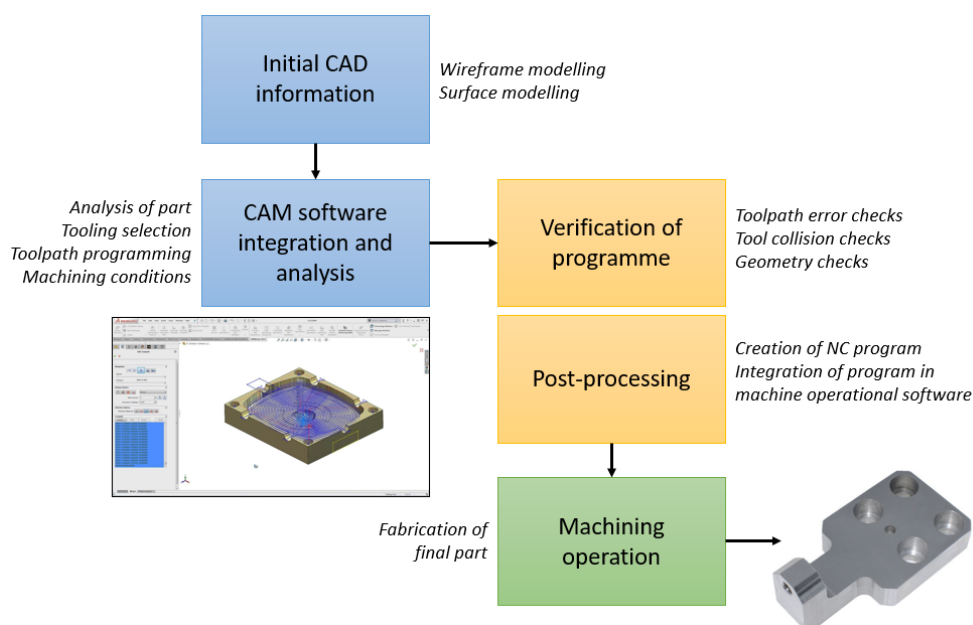 Initial CAD
information
Wireframe modelling
Surface modelling
Analysis of part
Tooling selection
Toolpath programming
Machining conditions
CAM software
integration and
analysis
Verification of
programme
Toolpath error checks
Tool collision checks
Geometry checks
Post-processing
Creation of NC program
Integration of program in
machine operational software
Fabrication of
final part
Machining
operation